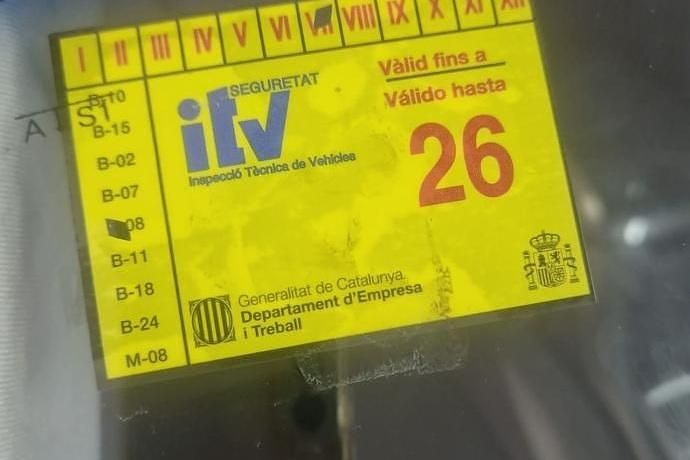 I II III IV V VI VII VIII IX X XI XII
SEGURETAT
itv
Inspecció Tècnica de Vehicles
Vàlid fins a
Válido hasta
26
B-10
B-15
B-02
B-07
08
B-11
B-18
B-24
M-08
Generalitat de Catalunya
Departament d'Empresa
i Treball